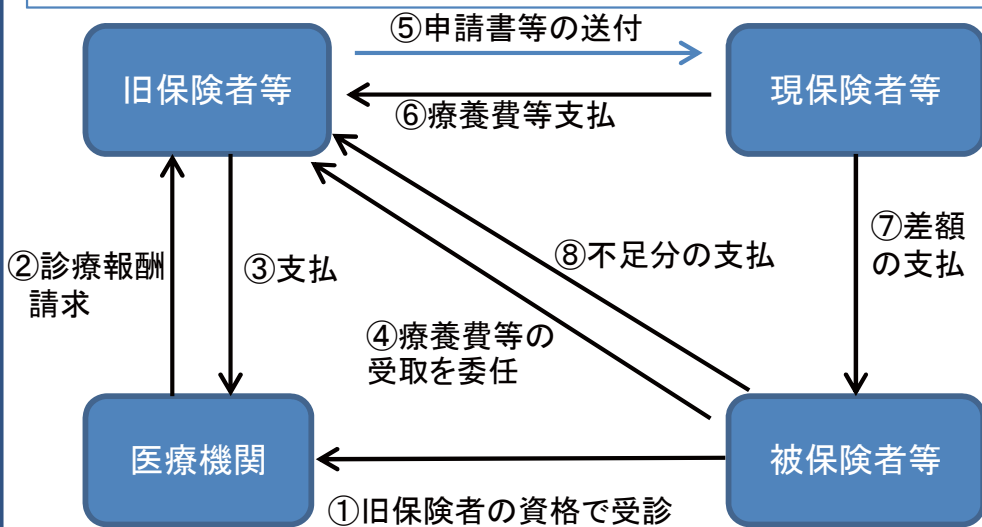 ⑤申請書等の送付
旧保険者等
現保険者等
⑥療養費等支払
②診療報酬
請求
③支払
⑧不足分の支払
⑦差額
の支払
④療養費等の
受取を委任
医療機関
被保険者等
①旧保険者の資格で受診